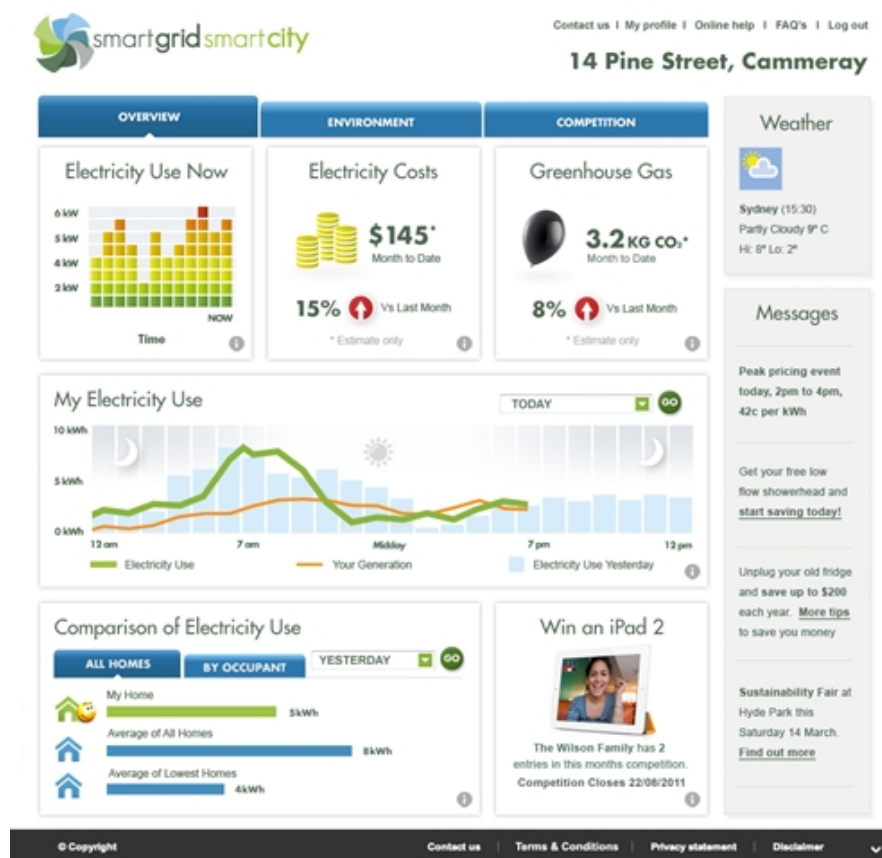 smartgridsmartcity
Contact us | My profile | Online help | FAQ's | Log out
14 Pine Street, Cammeray
OVERVIEW
ENVIRONMENT
COMPETITION
Electricity Use Now
6 kW
5 kW
4 kW
2 kW
NOW
Time
Electricity Costs
$145*
Month to Date
15% Vs Last Month
* Estimate only
Greenhouse Gas
3.2 KG CO₂*
Month to Date
8% Vs Last Month
* Estimate only
Weather
Sydney (15:30)
Partly Cloudy 9° C
Hi: 8° Lo: 2°
Messages
Peak pricing event
today, 2pm to 4pm,
42c per kWh
Get your free low
flow showerhead and
start saving today!
Unplug your old fridge
and save up to $200
each year. More tips
to save you money
Sustainability Fair at
Hyde Park this
Saturday 14 March.
Find out more
My Electricity Use
TODAY
GO
10 kWh
5 kWh
0 kWh
12 am
7 am
Midday
7 pm
12 pm
Electricity Use
Your Generation
Electricity Use Yesterday
Comparison of Electricity Use
ALL HOMES
BY OCCUPANT
YESTERDAY
GO
My Home
5kWh
Average of All Homes
8kWh
Average of Lowest Homes
4kWh
Win an iPad 2
The Wilson Family has 2
entries in this months competition.
Competition Closes 22/08/2011
© Copyright
Contact us | Terms & Conditions | Privacy statement | Disclaimer